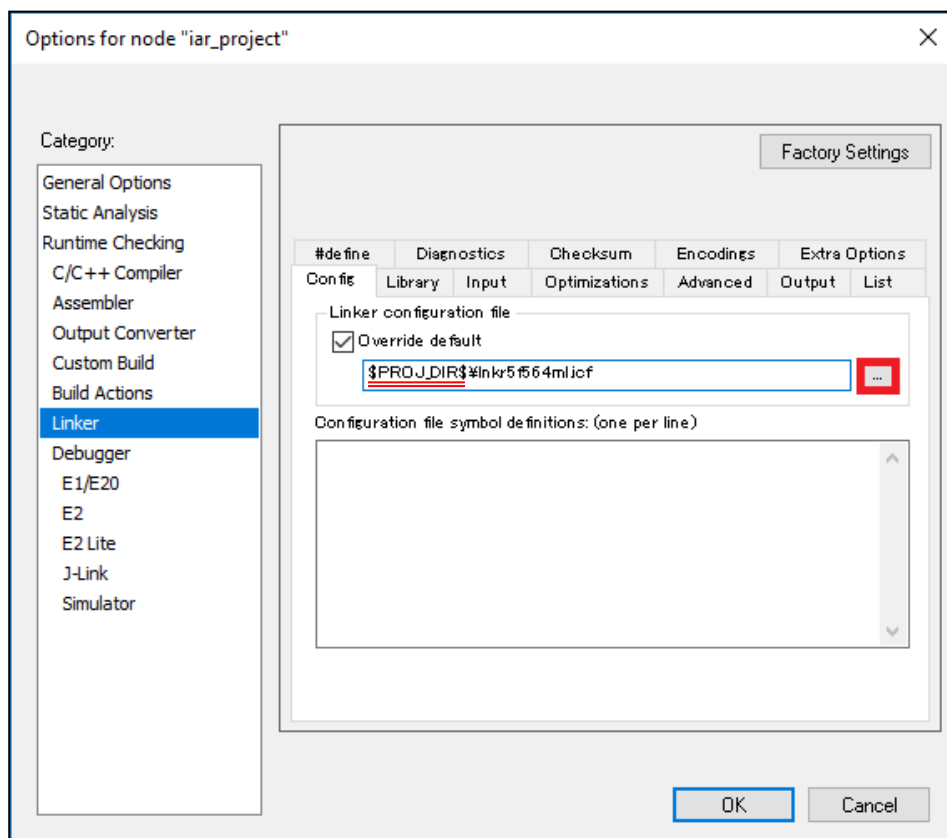 Options for node "iar_project"
Category:
General Options
Static Analysis
Runtime Checking
C/C++ Compiler
Assembler
Output Converter
Custom Build
Build Actions
Linker
Debugger
E1/E20
E2
E2 Lite
J-Link
Simulator
Factory Settings
#define Diagnostics Checksum Encodings Extra Options
Config Library Input Optimizations Advanced Output List
Linker configuration file
Override default
$PROJ_DIR$¥lnkr5f564ml.icf
...
Configuration file symbol definitions: (one per line)
OK Cancel